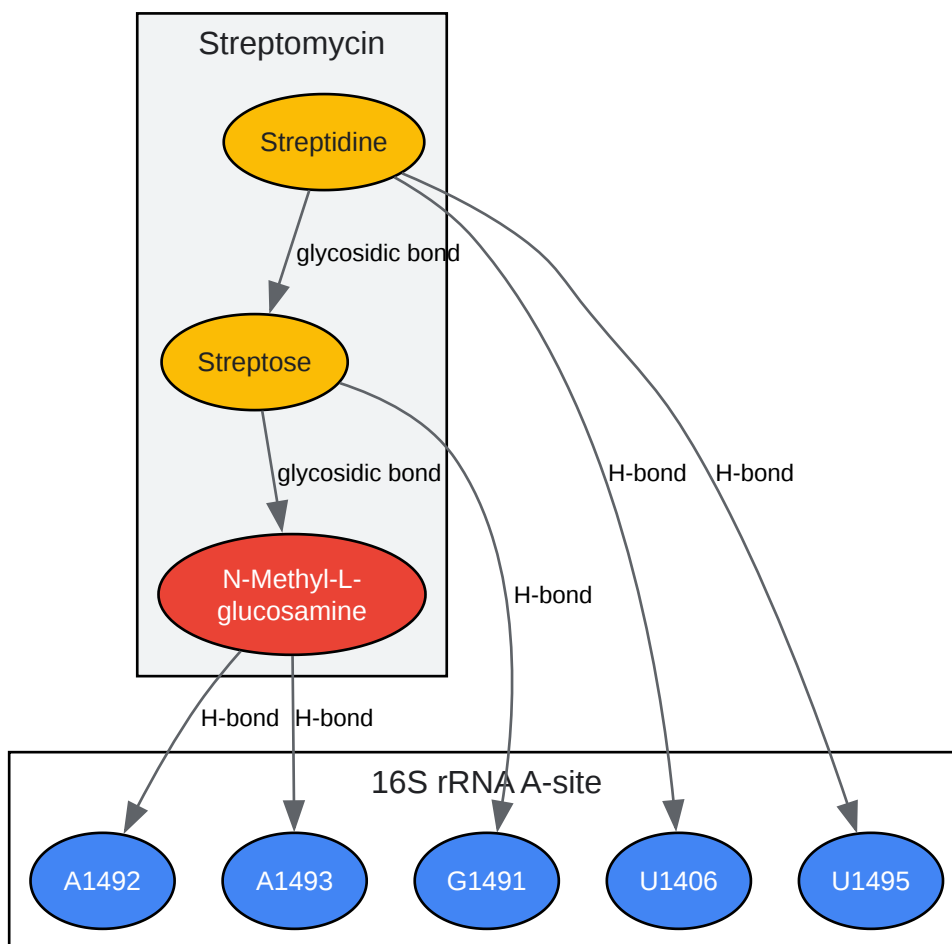 Streptomycin
Streptidine
glycosidic bond
Streptose
glycosidic bond
H-bond
H-bond
N-Methyl-L-
glucosamine
H-bond
H-bond
H-bond
16S rRNA A-site
A1492
A1493
G1491
U1406
U1495